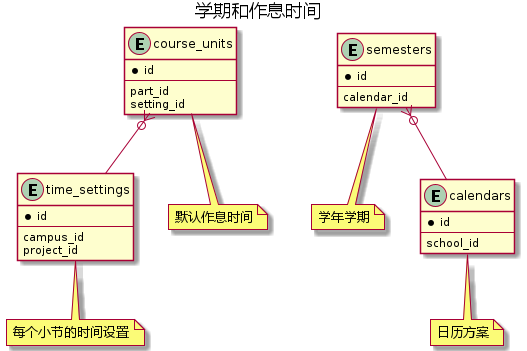 学期和作息时间
E course_units
id
part_id
setting_id
E semesters
id
calendar_id
E time_settings
id
campus_id
project_id
默认作息时间
学年学期
E calendars
id
school_id
每个小节的时间设置
日历方案